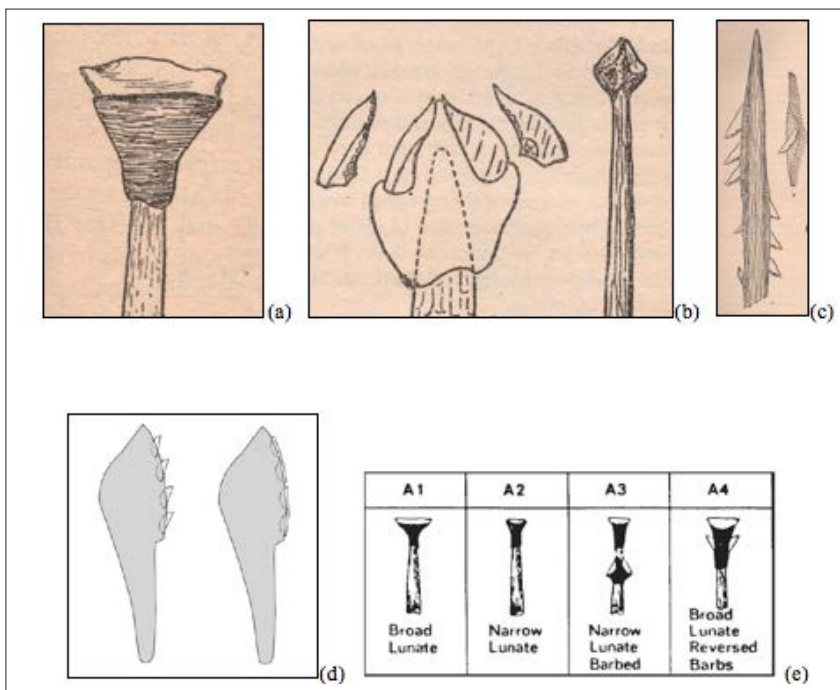 (a)
(b)
(c)
(d)
(e)
A1
A2
A3
A4
Broad
Lunate
Narrow
Lunate
Narrow
Lunate
Barbed
Broad
Lunate
Reversed
Barbs